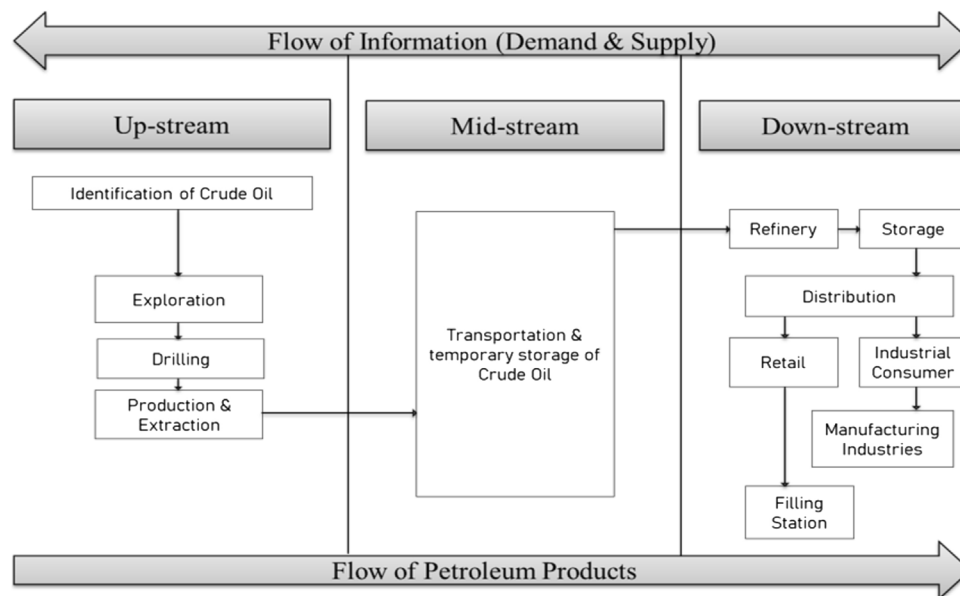 Flow of Information (Demand & Supply)
Up-stream
Mid-stream
Down-stream
Identification of Crude Oil
Exploration
Drilling
Production &
Extraction
Transportation &
temporary storage of
Crude Oil
Refinery
Storage
Distribution
Retail
Industrial
Consumer
Manufacturing
Industries
Filling
Station
Flow of Petroleum Products